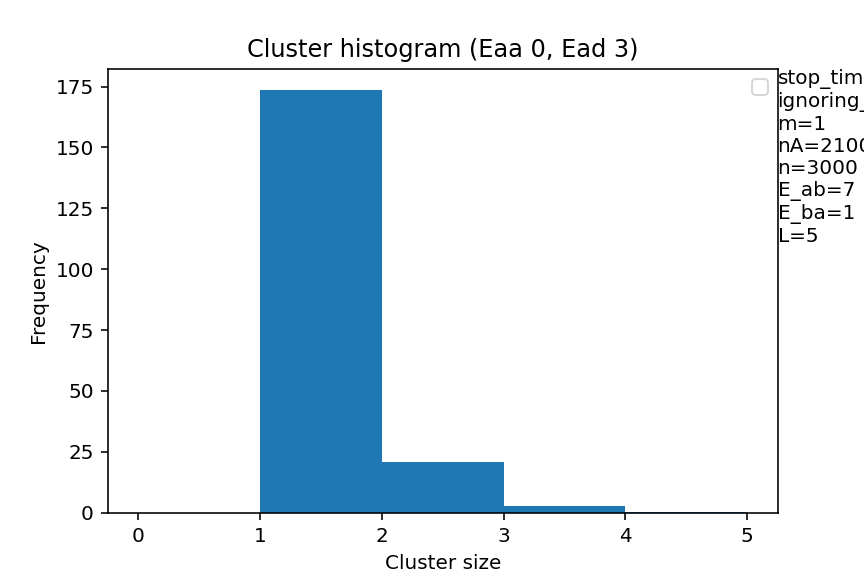 Cluster histogram (Eaa 0, Ead 3)
stop_tim
ignoring_
m=1
nA=2100
n=3000
E_ab=7
E_ba=1
L=5
Frequency
175
150
125
100
75
50
25
0
0 1 2 3 4 5
Cluster size